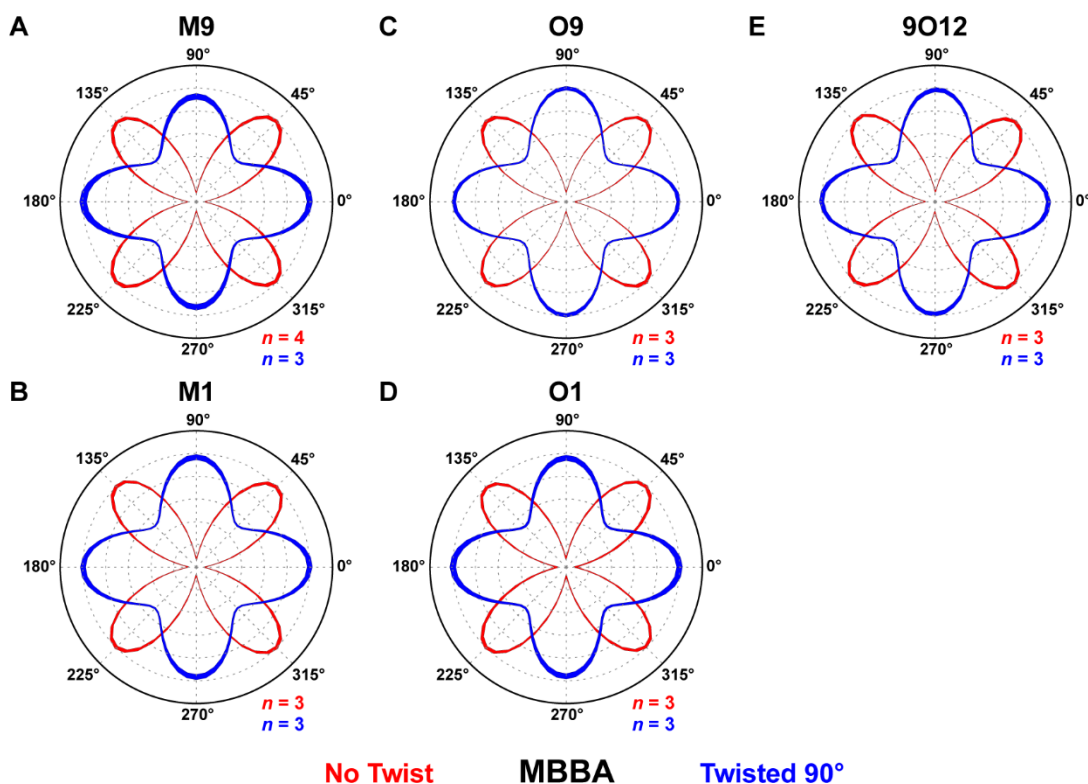 A
M9
90°
135°
45°
180°
0°
225°
315°
270°
n = 4
n = 3
C
O9
90°
135°
45°
180°
0°
225°
315°
270°
n = 3
n = 3
E
9O12
90°
135°
45°
180°
0°
225°
315°
270°
n = 3
n = 3
B
M1
90°
135°
45°
180°
0°
225°
315°
270°
n = 3
n = 3
D
O1
90°
135°
45°
180°
0°
225°
315°
270°
n = 3
n = 3
No Twist MBBA Twisted 90°